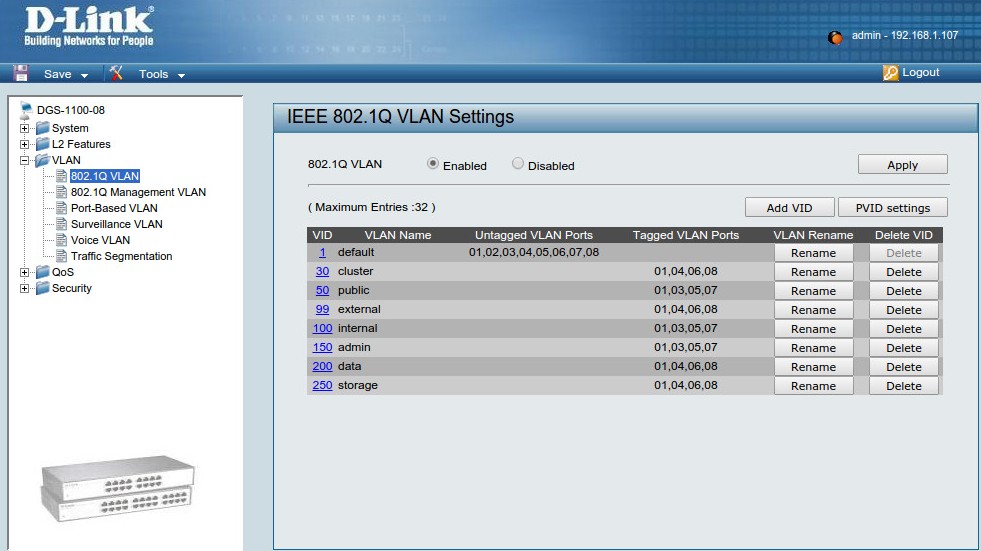 D-Link®
Building Networks for People
admin - 192.168.1.107
Save Tools Logout
DGS-1100-08
System
L2 Features
VLAN
802.1Q VLAN
802.1Q Management VLAN
Port-Based VLAN
Surveillance VLAN
Voice VLAN
Traffic Segmentation
QoS
Security
IEEE 802.1Q VLAN Settings
802.1Q VLAN Enabled Disabled Apply
( Maximum Entries :32 ) Add VID PVID settings
VID VLAN Name Untagged VLAN Ports Tagged VLAN Ports VLAN Rename Delete VID
1 default 01,02,03,04,05,06,07,08 Rename Delete
30 cluster 01,04,06,08 Rename Delete
50 public 01,03,05,07 Rename Delete
99 external 01,04,06,08 Rename Delete
100 internal 01,03,05,07 Rename Delete
150 admin 01,03,05,07 Rename Delete
200 data 01,04,06,08 Rename Delete
250 storage 01,04,06,08 Rename Delete